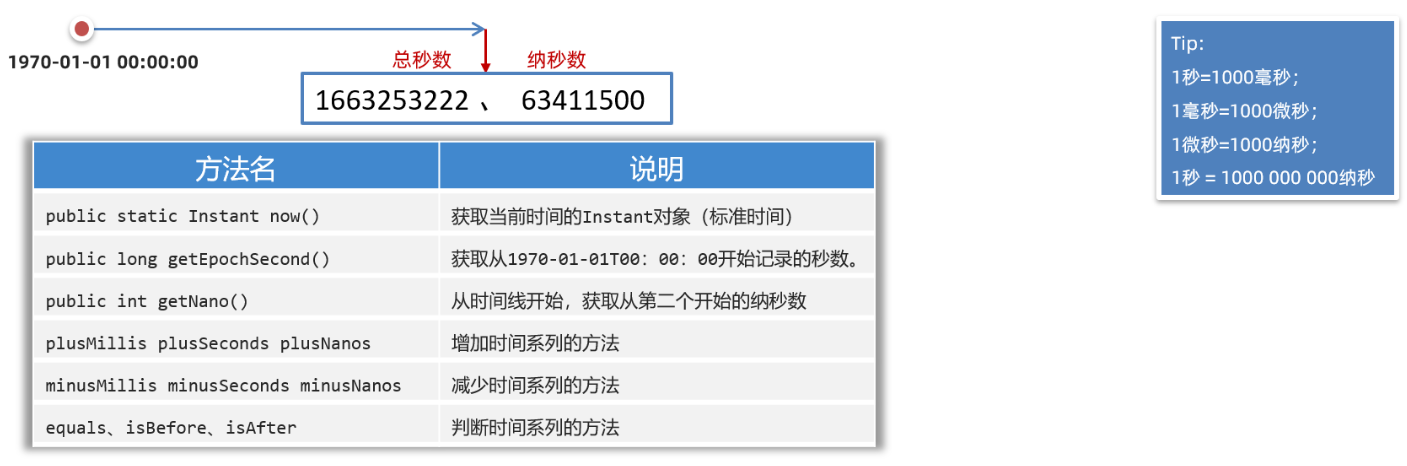 1970-01-01 00:00:00
总秒数 纳秒数
1663253222 、 63411500
Tip:
1秒=1000毫秒；
1毫秒=1000微秒；
1微秒=1000纳秒；
1秒 = 1000 000 000纳秒
方法名 说明
public static Instant now() 获取当前时间的Instant对象（标准时间）
public long getEpochSecond() 获取从1970-01-01T00：00：00开始记录的秒数。
public int getNano() 从时间线开始，获取从第二个开始的纳秒数
plusMillis plusSeconds plusNanos 增加时间系列的方法
minusMillis minusSeconds minusNanos 减少时间系列的方法
equals、isBefore、isAfter 判断时间系列的方法